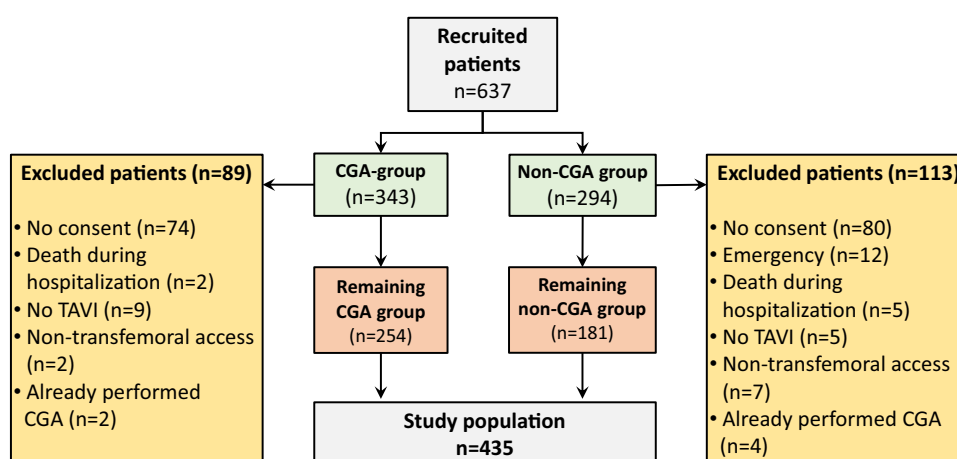 Recruited
patients
n=637
Excluded patients (n=89)
• No consent (n=74)
• Death during
hospitalization (n=2)
• No TAVI (n=9)
• Non-transfemoral access
(n=2)
• Already performed
CGA (n=2)
CGA-group
(n=343)
Non-CGA group
(n=294)
Excluded patients (n=113)
• No consent (n=80)
• Emergency (n=12)
• Death during
hospitalization (n=5)
• No TAVI (n=5)
• Non-transfemoral access
(n=7)
• Already performed CGA
(n=4)
Remaining
CGA group
(n=254)
Remaining
non-CGA group
(n=181)
Study population
n=435